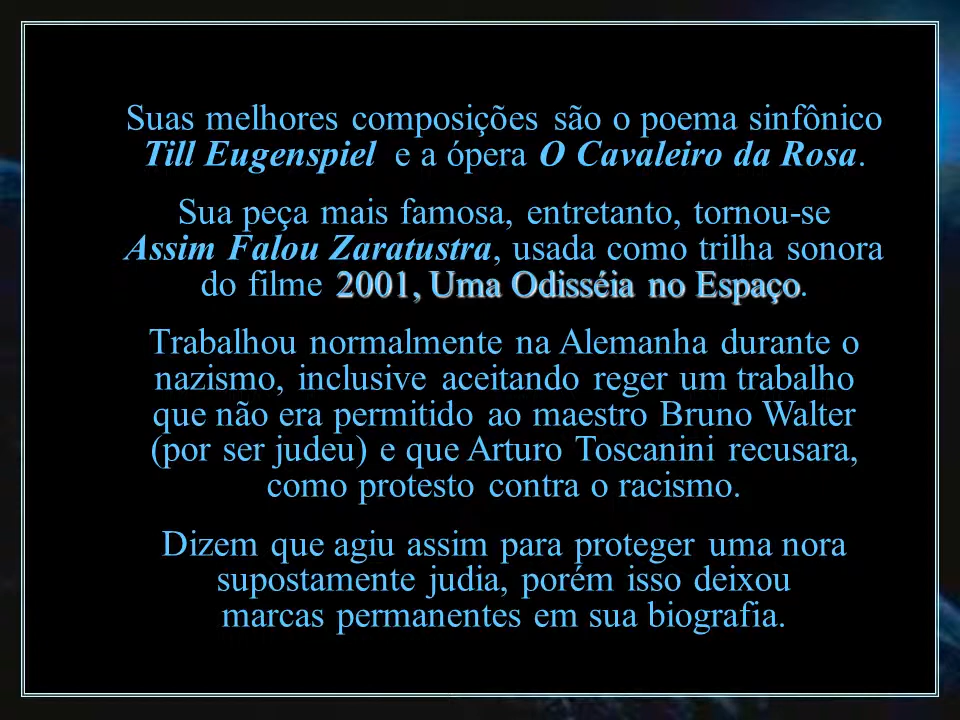 Suas melhores composições são o poema sinfônico
Till Eugenspiel e a ópera O Cavaleiro da Rosa.
Sua peça mais famosa, entretanto, tornou-se
Assim Falou Zaratustra, usada como trilha sonora
do filme 2001, Uma Odisséia no Espaço.
Trabalhou normalmente na Alemanha durante o
nazismo, inclusive aceitando reger um trabalho
que não era permitido ao maestro Bruno Walter
(por ser judeu) e que Arturo Toscanini recusara,
como protesto contra o racismo.
Dizem que agiu assim para proteger uma nora
supostamente judia, porém isso deixou
marcas permanentes em sua biografia.